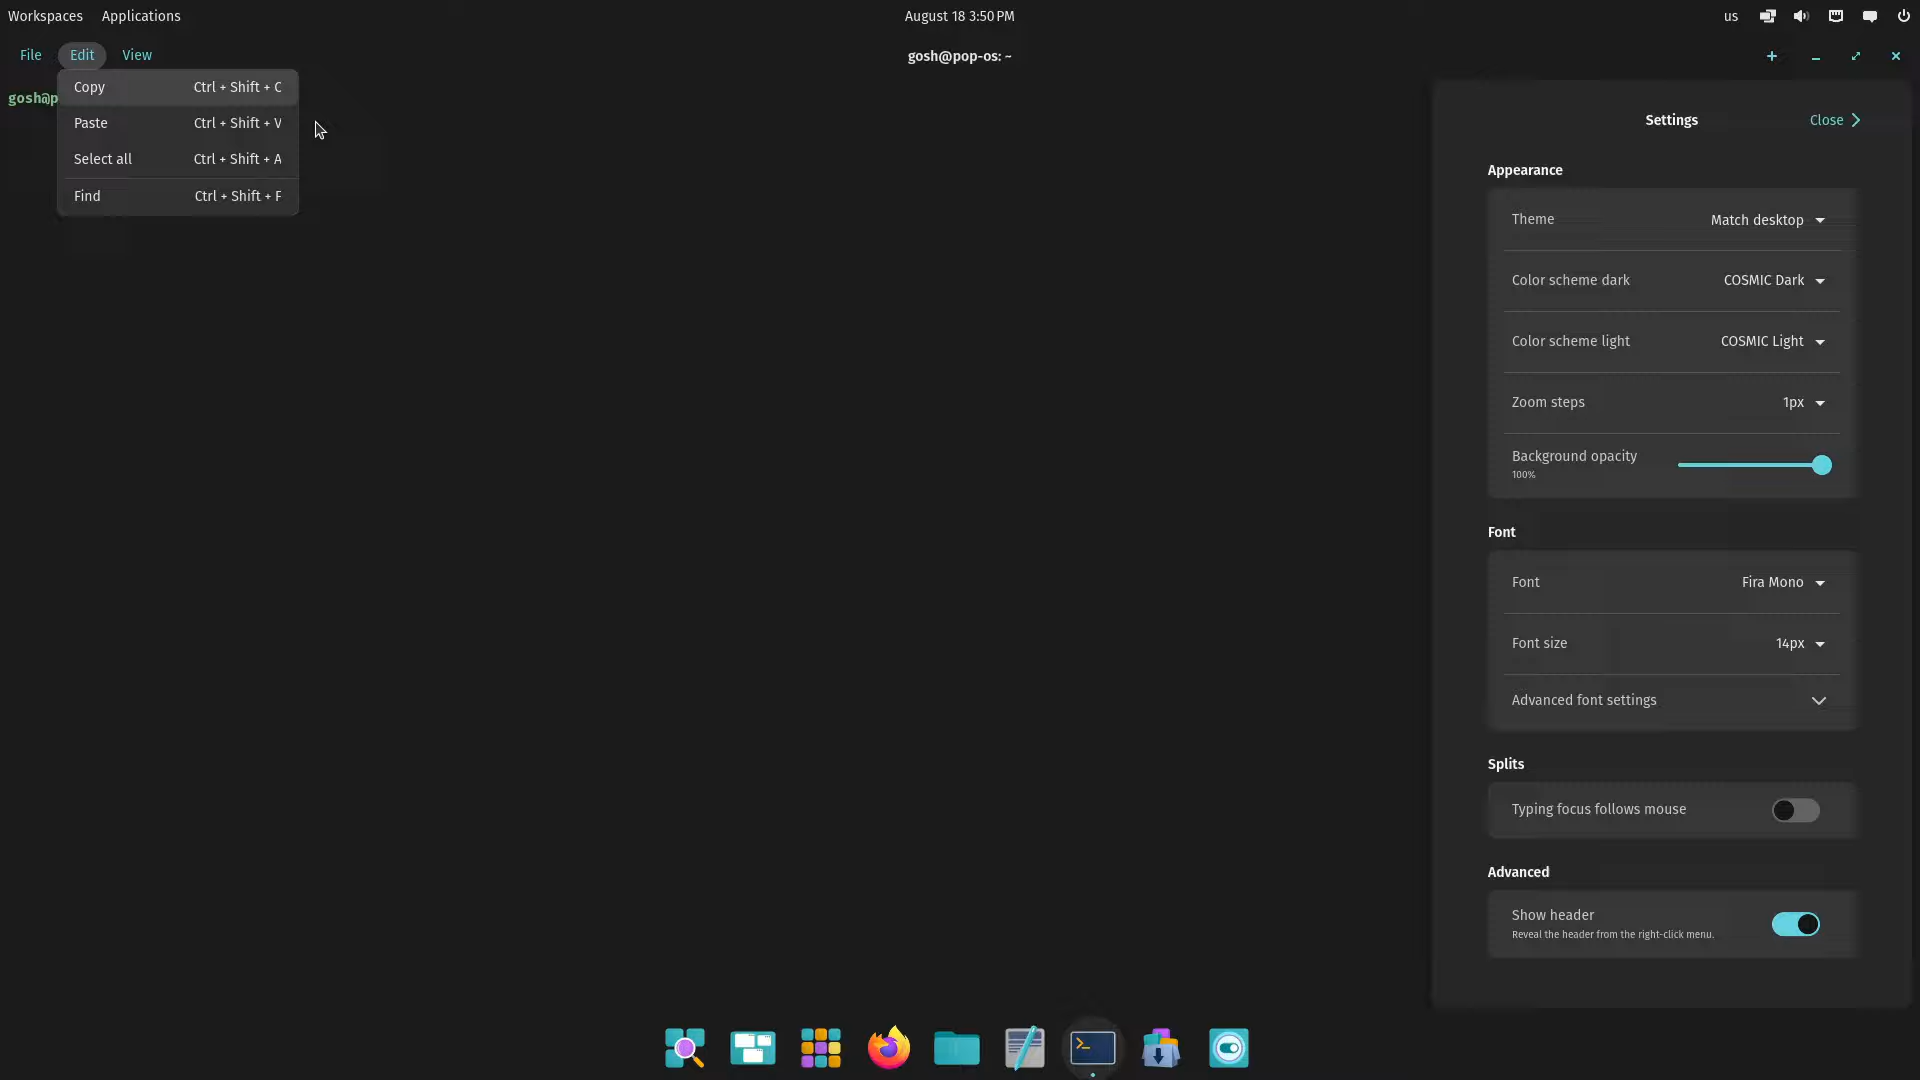 Workspaces Applications August 18 3:50 PM us
File Edit View gosh@pop-os: ~
gosh@p
Copy Ctrl + Shift + C
Paste Ctrl + Shift + V
Select all Ctrl + Shift + A
Find Ctrl + Shift + F
Settings Close
Appearance
Theme Match desktop
Color scheme dark COSMIC Dark
Color scheme light COSMIC Light
Zoom steps 1px
Background opacity
100%
Font
Font Fira Mono
Font size 14px
Advanced font settings
Splits
Typing focus follows mouse
Advanced
Show header
Reveal the header from the right-click menu.